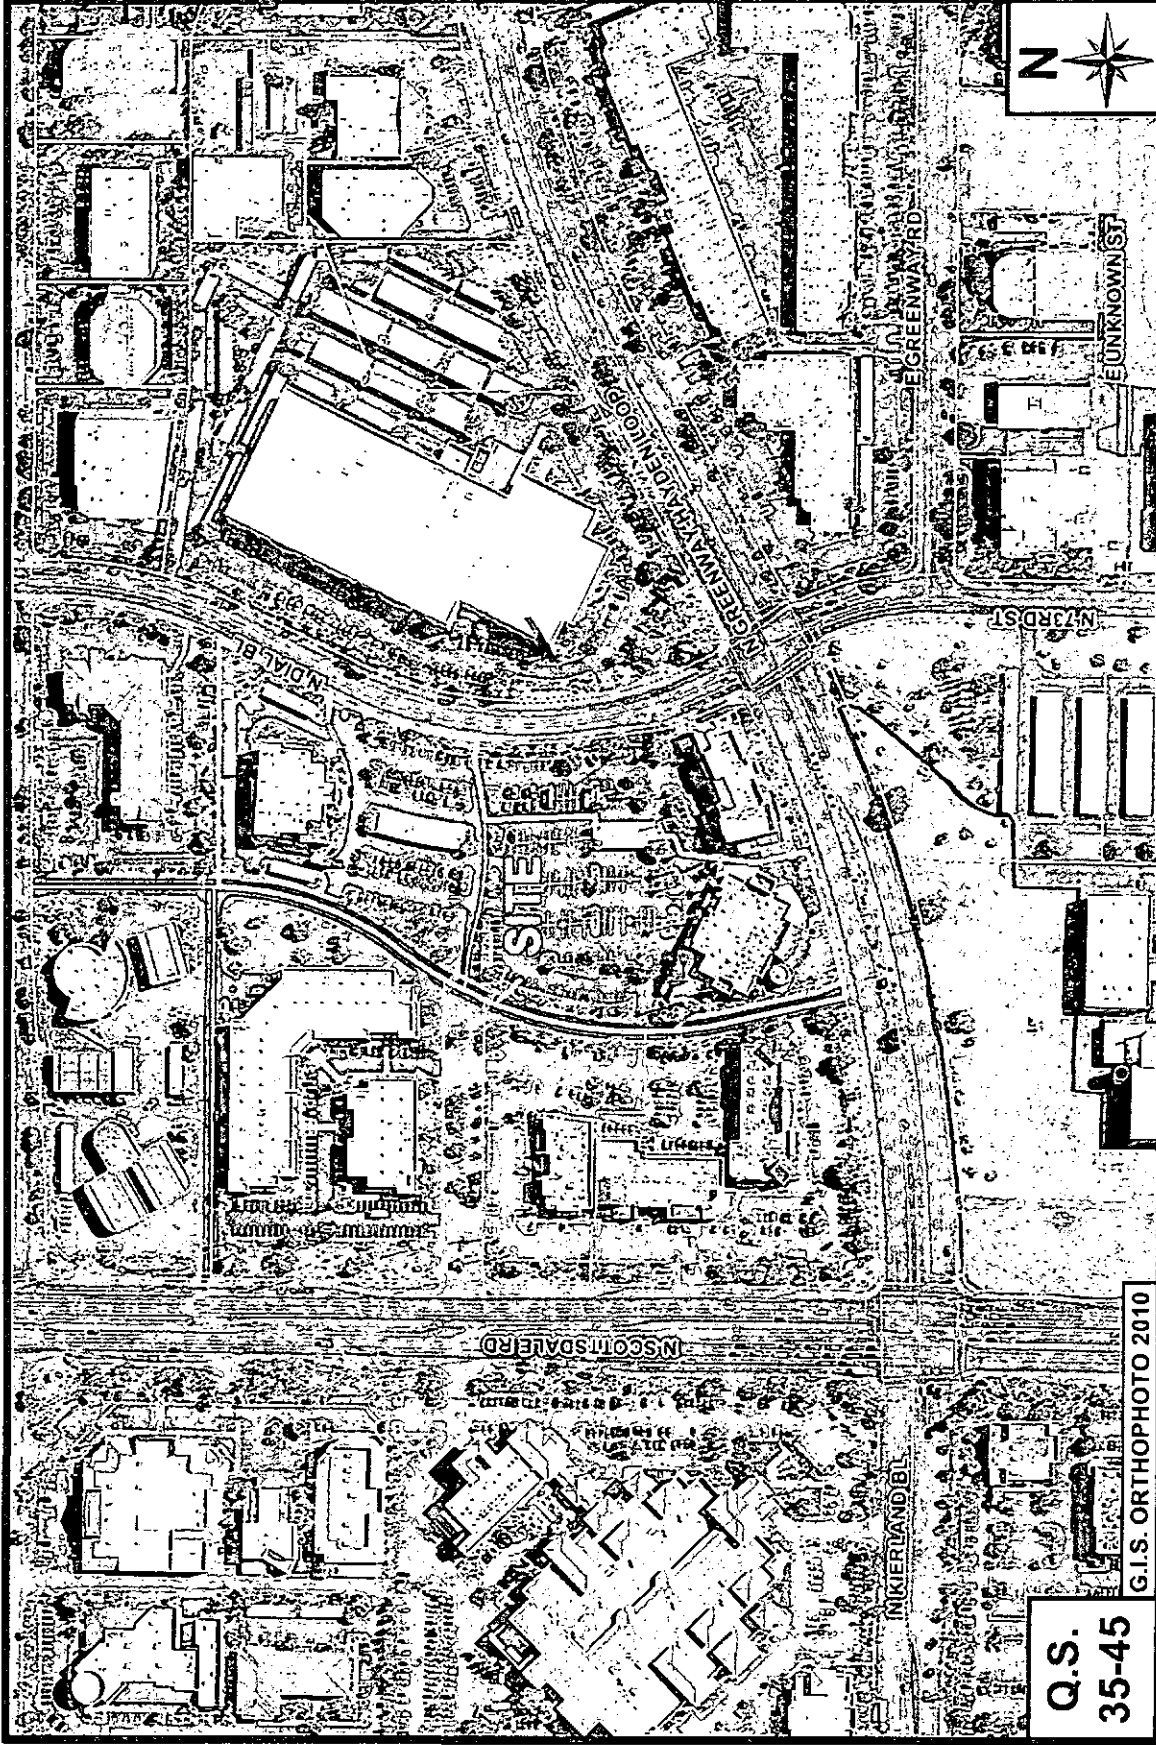 N
N DIAL BL
SITE
N GREENWAY-HAYDEN LOOP
E GREENWAY RD
E UNKNOWN ST
N 73RD ST
N SCOTTSDALE RD
N KIERLAND BL
Q.S.
35-45
G.I.S. ORTHOPHOTO 2010